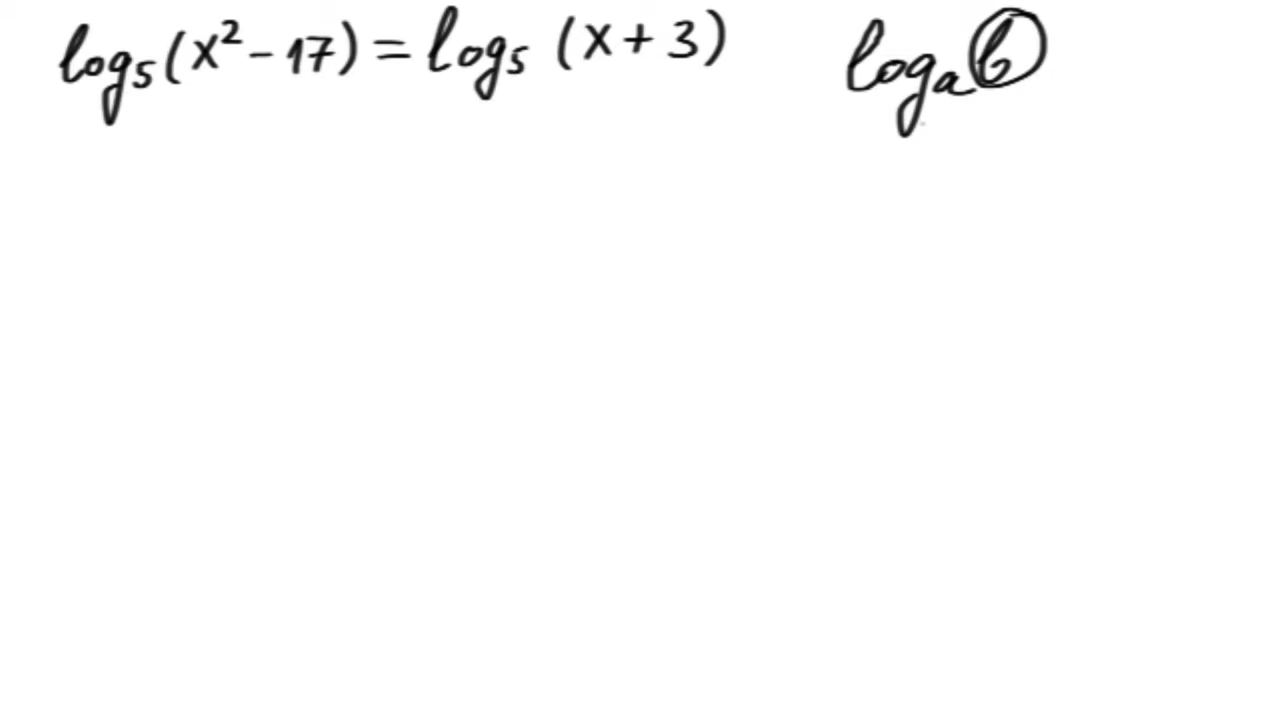 log₅(x² - 17) = log₅ (x + 3) logₐ b